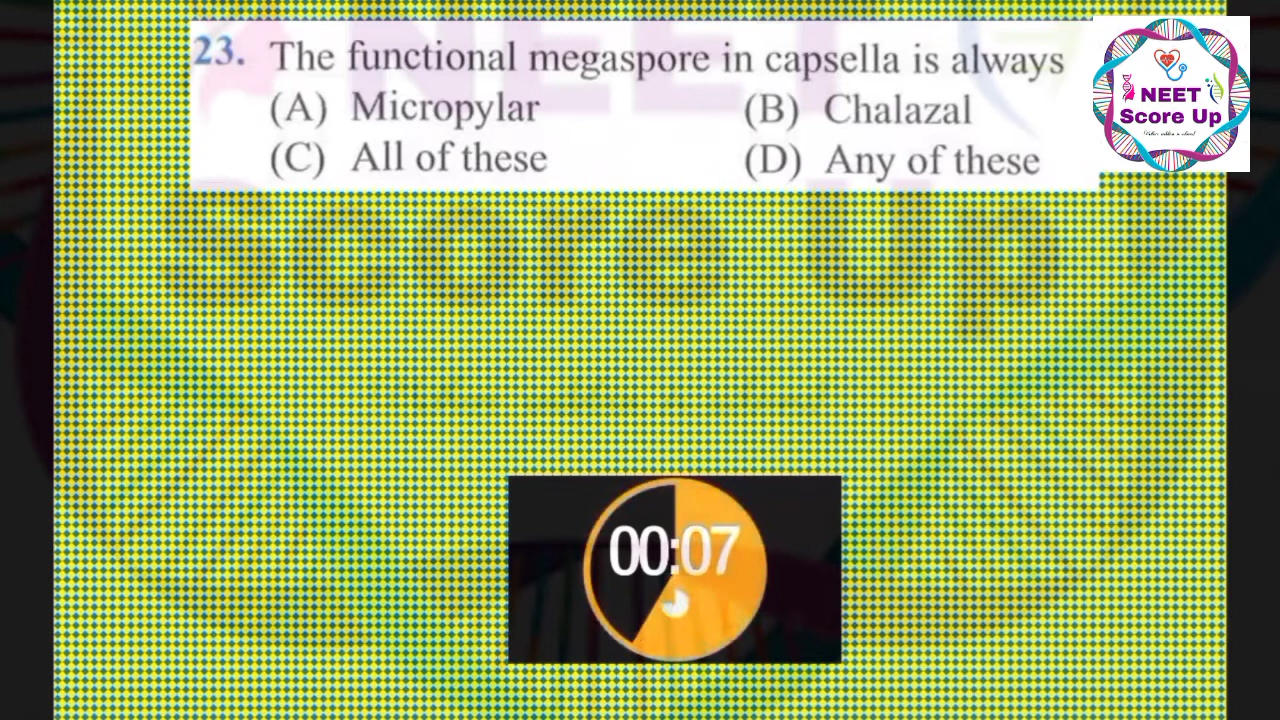 23. The functional megaspore in capsella is always
(A) Micropylar (B) Chalazal
(C) All of these (D) Any of these
NEET
Score Up
00:07